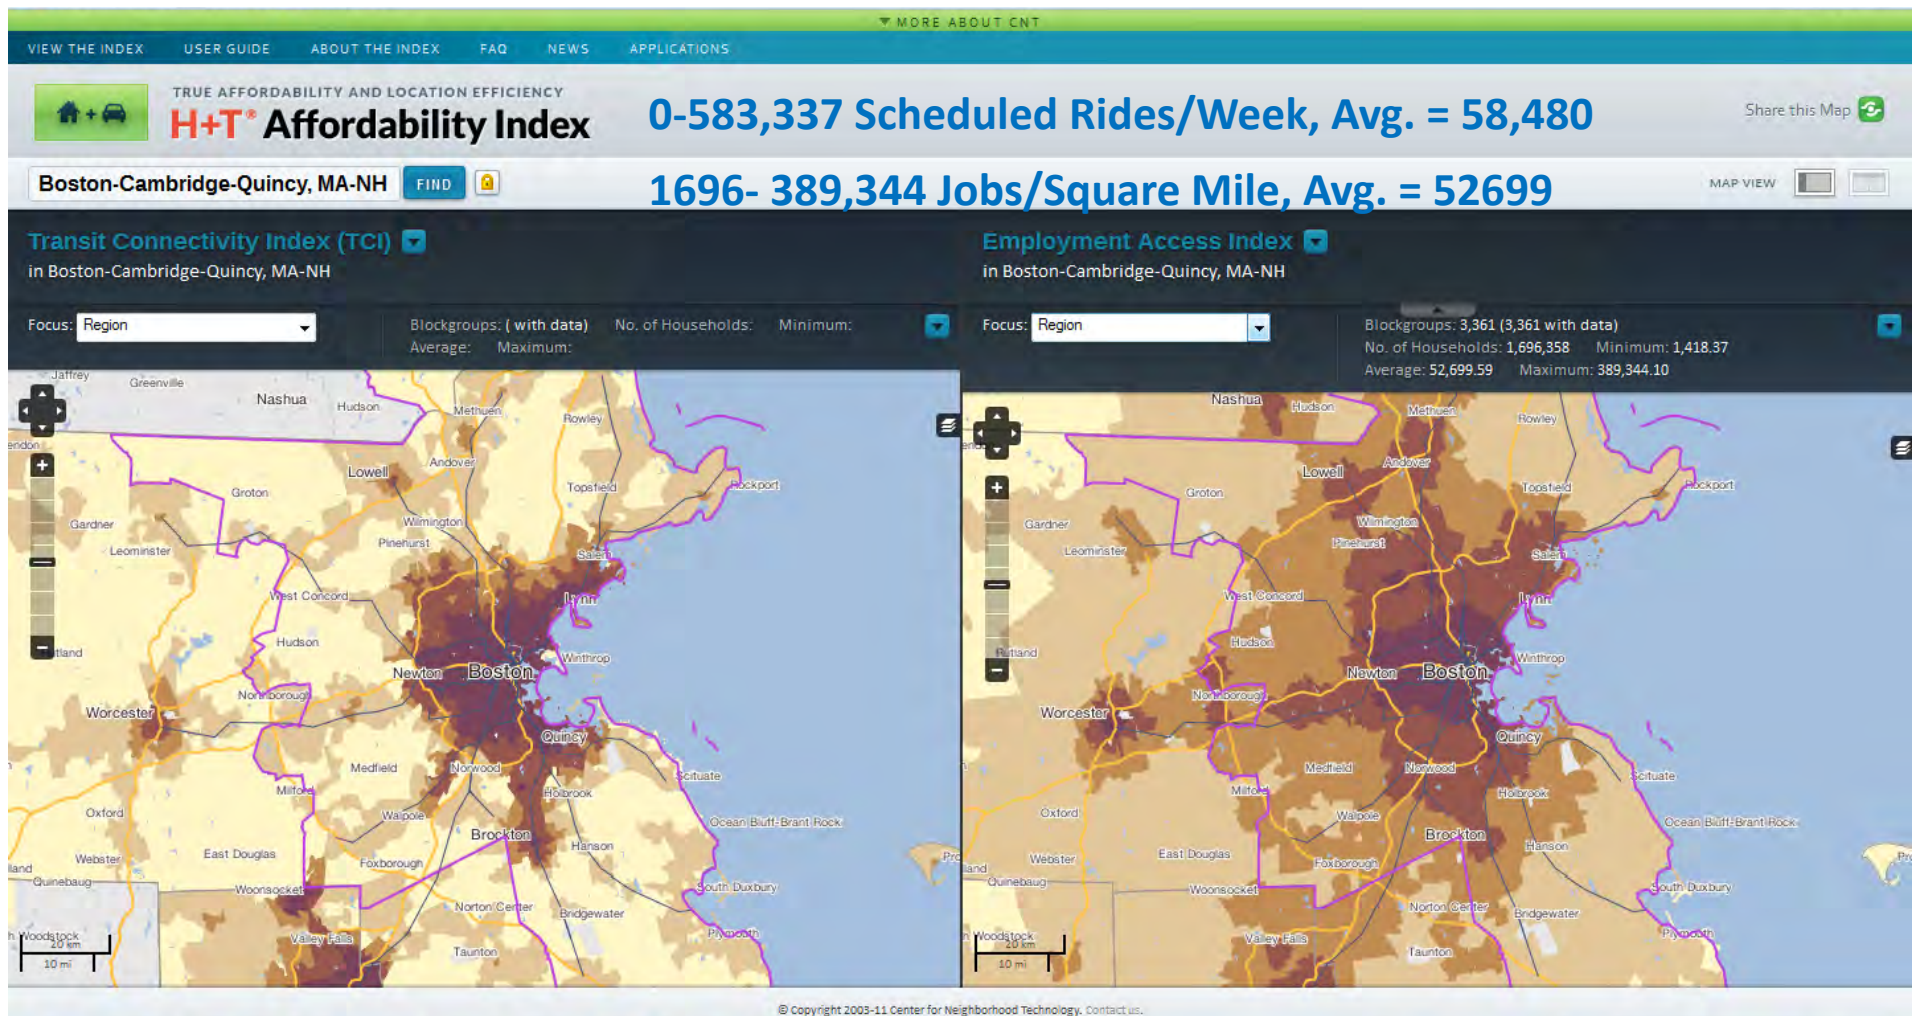 MORE ABOUT CNT
VIEW THE INDEX USER GUIDE ABOUT THE INDEX FAQ NEWS APPLICATIONS
TRUE AFFORDABILITY AND LOCATION EFFICIENCY
H+T® Affordability Index
0-583,337 Scheduled Rides/Week, Avg. = 58,480
Share this Map
Boston-Cambridge-Quincy, MA-NH FIND
1696- 389,344 Jobs/Square Mile, Avg. = 52699
MAP VIEW
Transit Connectivity Index (TCI)
in Boston-Cambridge-Quincy, MA-NH
Focus: Region
Blockgroups: ( with data) No. of Households: Minimum:
Average: Maximum:
Jaffrey
Greenville
Nashua
Hudson
Methuen
Rowley
Lowell
Andover
Groton
Topsfield
Rockport
Gardner
Wilmington
Leominster
Pinehurst
Salem
West Concord
Lynn
Hudson
Newton
Boston
Winthrop
Northborough
Worcester
Quincy
Medfield
Norwood
Scituate
Milford
Holbrook
Oxford
Walpole
Ocean Bluff-Brant Rock
Brockton
Hanson
Webster
East Douglas
Foxborough
Quinebaug
Woonsocket
South Duxbury
Norton Center
Bridgewater
Woodstock
Valley Falls
Plymouth
Taunton
20 km
10 mi
Employment Access Index
in Boston-Cambridge-Quincy, MA-NH
Focus: Region
Blockgroups: 3,361 (3,361 with data)
No. of Households: 1,696,358 Minimum: 1,418.37
Average: 52,699.59 Maximum: 389,344.10
Nashua
Hudson
Methuen
Rowley
Lowell
Andover
Groton
Topsfield
Rockport
Gardner
Wilmington
Leominster
Pinehurst
Salem
West Concord
Lynn
Hudson
Rutland
Newton
Boston
Winthrop
Northborough
Worcester
Quincy
Medfield
Norwood
Scituate
Milford
Holbrook
Oxford
Walpole
Ocean Bluff-Brant Rock
Brockton
Hanson
Webster
East Douglas
Foxborough
Quinebaug
Woonsocket
South Duxbury
Norton Center
Bridgewater
Woodstock
Valley Falls
Plymouth
Taunton
20 km
10 mi
© Copyright 2003-11 Center for Neighborhood Technology. Contact us.